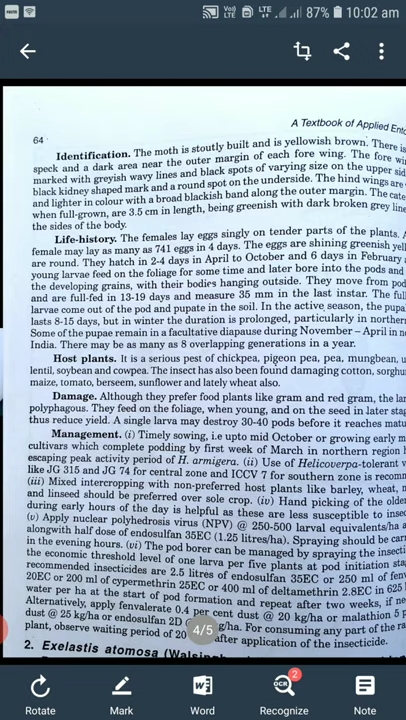 Vo)) LTE LTE 87% 10:02 am
A Textbook of Applied
64
Identification. The moth is stoutly built and is yellowish brown. There is
speck and a dark area near the outer margin of each fore wing. The fore
marked with greyish wavy lines and black spots of varying size on the upper
black kidney shaped mark and a round spot on the underside. The hind wings are
and lighter in colour with a broad blackish band along the outer margin. The
when full-grown, are 3.5 cm in length, being greenish with dark broken grey
the sides of the body.
Life-history. The females lay eggs singly on tender parts of the plants.
female may lay as many as 741 eggs in 4 days. The eggs are shining greenish
are round. They hatch in 2-4 days in April to October and 6 days in February
young larvae feed on the foliage for some time and later bore into the pods and
the developing grains, with their bodies hanging outside. They move from pod
and are full-fed in 13-19 days and measure 35 mm in the last instar. The
larvae come out of the pod and pupate in the soil. In the active season, the
lasts 8-15 days, but in winter the duration is prolonged, particularly in
Some of the pupae remain in a facultative diapause during November – April in
India. There may be as many as 8 overlapping generations in a year.
Host plants. It is a serious pest of chickpea, pigeon pea, pea, mungbean,
lentil, soybean and cowpea. The insect has also been found damaging cotton,
maize, tomato, berseem, sunflower and lately wheat also.
Damage. Although they prefer food plants like gram and red gram, the
polyphagous. They feed on the foliage, when young, and on the seed in later
thus reduce yield. A single larva may destroy 30-40 pods before it reaches
Management. (i) Timely sowing, i.e upto mid October or growing early
cultivars which complete podding by first week of March in northern region
escaping peak activity period of H. armigera. (ii) Use of Helicoverpa-tolerant
like JG 315 and JG 74 for central zone and ICCV 7 for southern zone is
(iii) Mixed intercropping with non-preferred host plants like barley, wheat,
and linseed should be preferred over sole crop. (iv) Hand picking of the
during early hours of the day is helpful as these are less susceptible to
(v) Apply nuclear polyhedrosis virus (NPV) @ 250-500 larval equivalents/ha
alongwith half dose of endosulfan 35EC (1.25 litres/ha). Spraying should be
in the evening hours. (vi) The pod borer can be managed by spraying the
the economic threshold level of one larva per five plants at pod initiation
recommended insecticides are 2.5 litres of endosulfan 35EC or 250 ml of
20EC or 200 ml of cypermethrin 25EC or 400 ml of deltamethrin 2.8EC in 625
water per ha at the start of pod formation and repeat after two weeks, if
Alternatively, apply fenvalerate 0.4 per cent dust @ 20 kg/ha or malathion 5
dust @ 25 kg/ha or endosulfan 2D g/ha. For consuming any part of the
plant, observe waiting period of 20 after application of the insecticide.
4/5
2. Exelastis atomosa
Rotate Mark Word Recognize Note
OCR 2